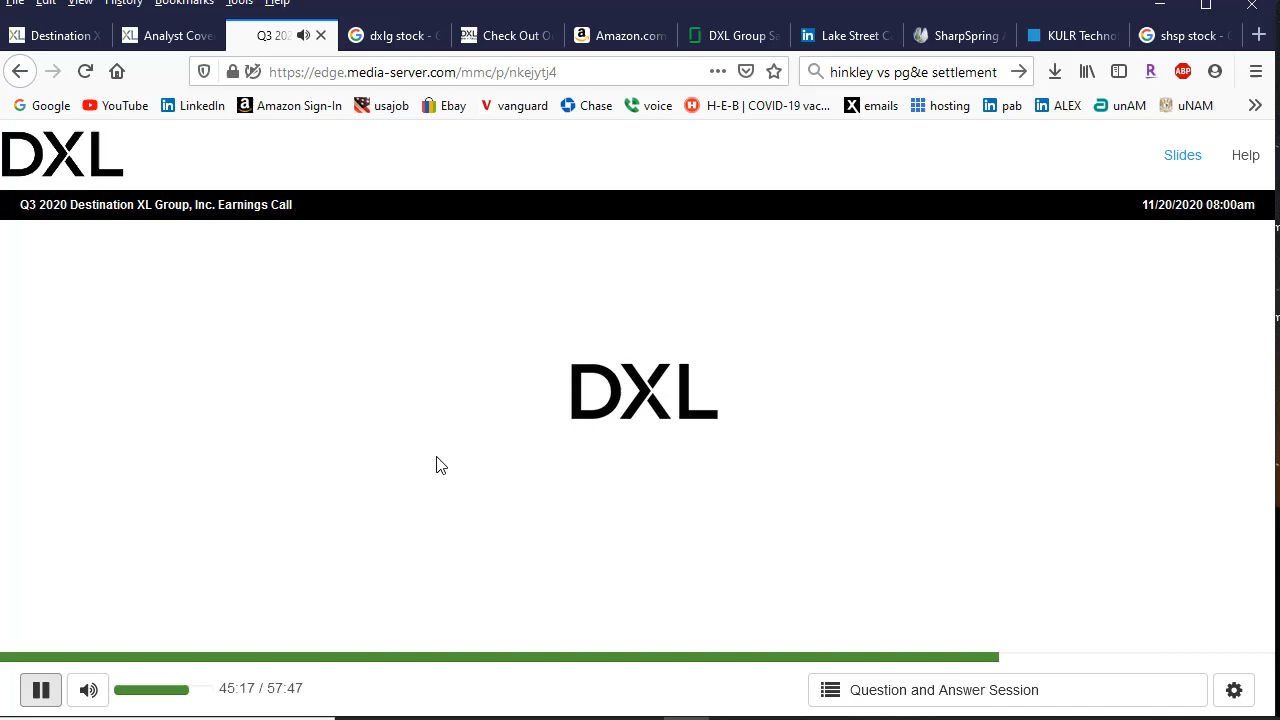 File Edit View History Bookmarks Tools Help
Destination X
Analyst Cove
Q3 202
dxlg stock - G
Check Out O
Amazon.com
DXL Group Sa
Lake Street C
SharpSpring
KULR Techno
shsp stock - G
https://edge.media-server.com/mmc/p/nkejytj4
hinkley vs pg&e settlement
Google YouTube LinkedIn Amazon Sign-In usajob Ebay vanguard Chase voice H-E-B | COVID-19 vac... emails hosting pab ALEX unAM uNAM
DXL
Slides Help
Q3 2020 Destination XL Group, Inc. Earnings Call
11/20/2020 08:00am
DXL
45:17 / 57:47
Question and Answer Session